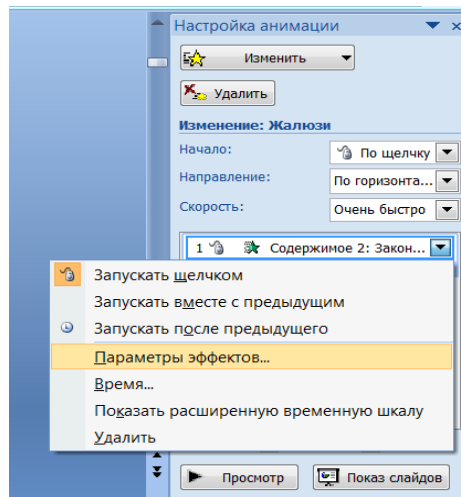 Настройка анимации
Изменить
Удалить
Изменение: Жалюзи
Начало:
По щелчку
Направление:
По горизонта...
Скорость:
Очень быстро
1 Содержимое 2: Закон...
Запускать щелчком
Запускать вместе с предыдущим
Запускать после предыдущего
Параметры эффектов...
Время...
Показать расширенную временную шкалу
Удалить
Просмотр
Показ слайдов